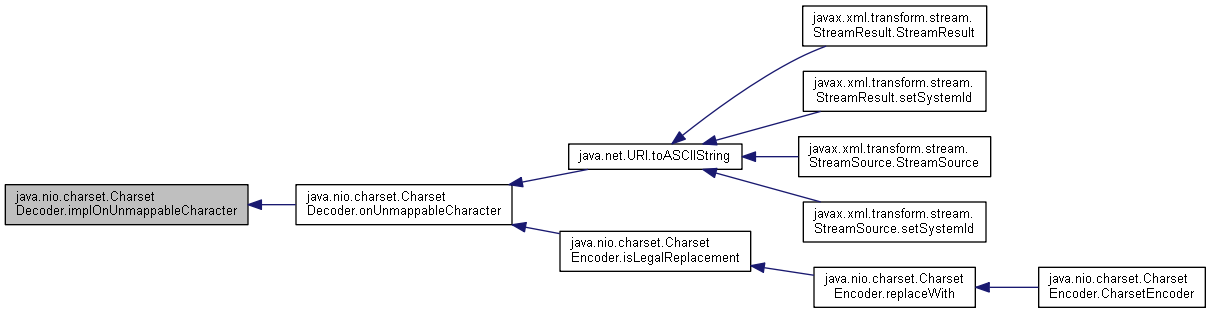 java.nio.charset.Charset
Decoder.implOnUnmappableCharacter
java.nio.charset.Charset
Decoder.onUnmappableCharacter
java.net.URI.toASCIIString
javax.xml.transform.stream.
StreamResult.StreamResult
javax.xml.transform.stream.
StreamResult.setSystemId
javax.xml.transform.stream.
StreamSource.StreamSource
javax.xml.transform.stream.
StreamSource.setSystemId
java.nio.charset.Charset
Encoder.isLegalReplacement
java.nio.charset.Charset
Encoder.replaceWith
java.nio.charset.Charset
Encoder.CharsetEncoder